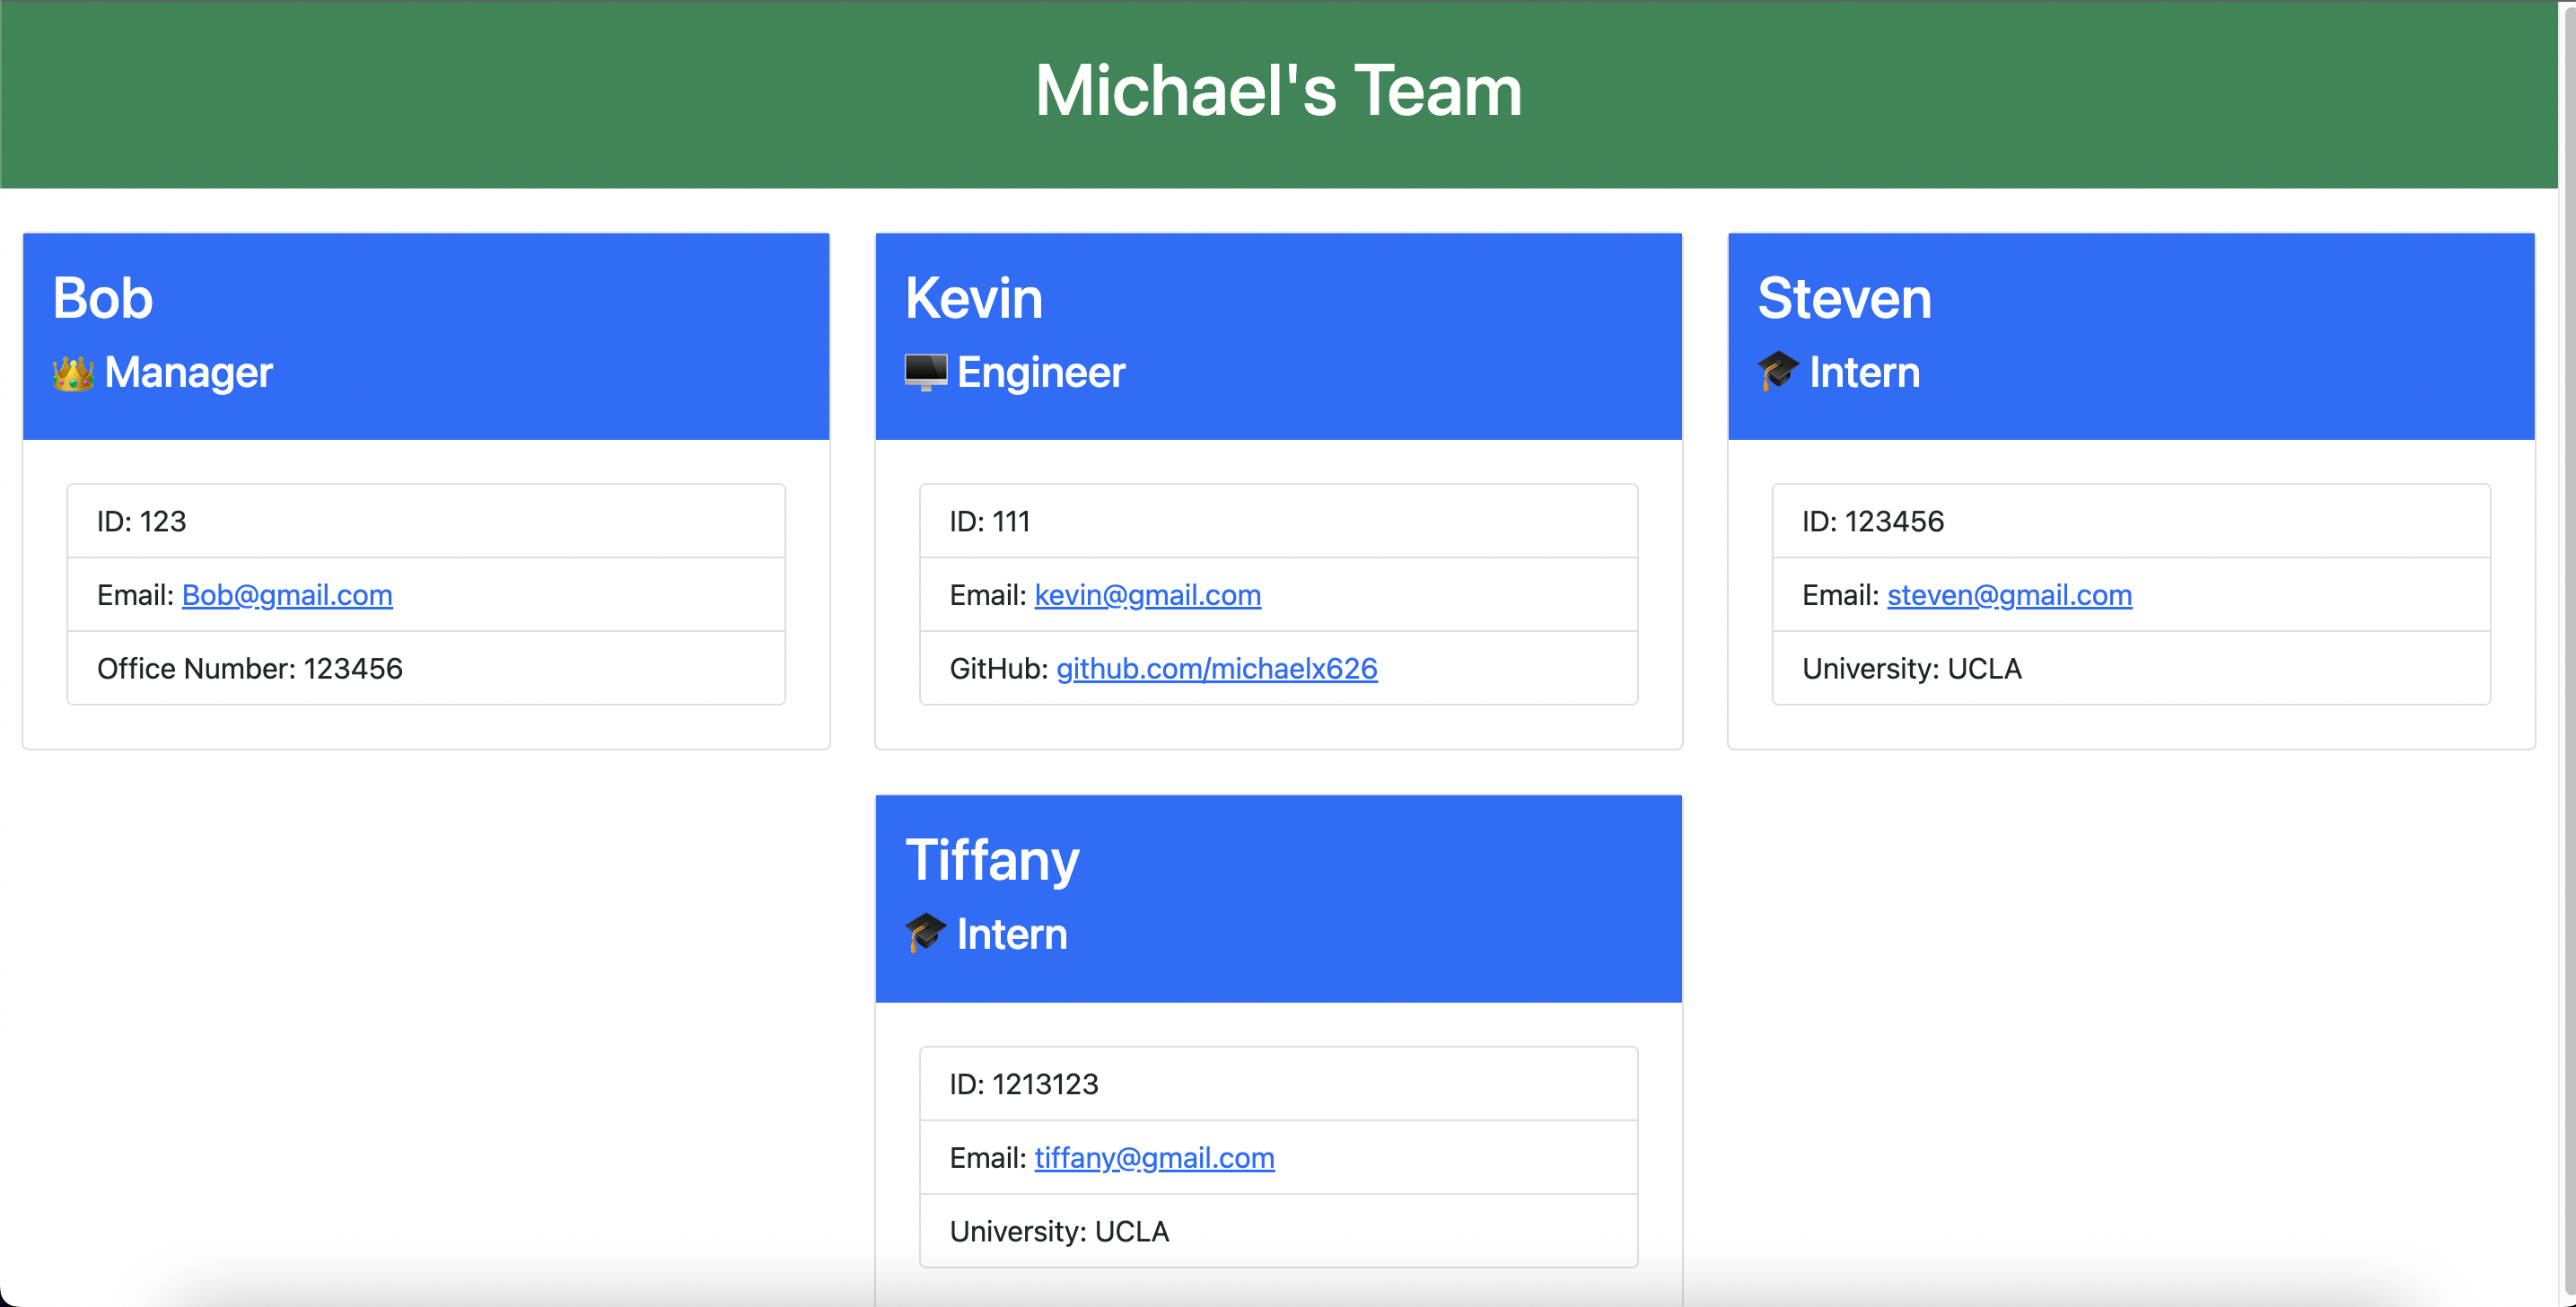 Michael's Team
Bob
👑 Manager
ID: 123
Email: Bob@gmail.com
Office Number: 123456
Kevin
🖥️ Engineer
ID: 111
Email: kevin@gmail.com
GitHub: github.com/michaelx626
Steven
🎓 Intern
ID: 123456
Email: steven@gmail.com
University: UCLA
Tiffany
🎓 Intern
ID: 1213123
Email: tiffany@gmail.com
University: UCLA